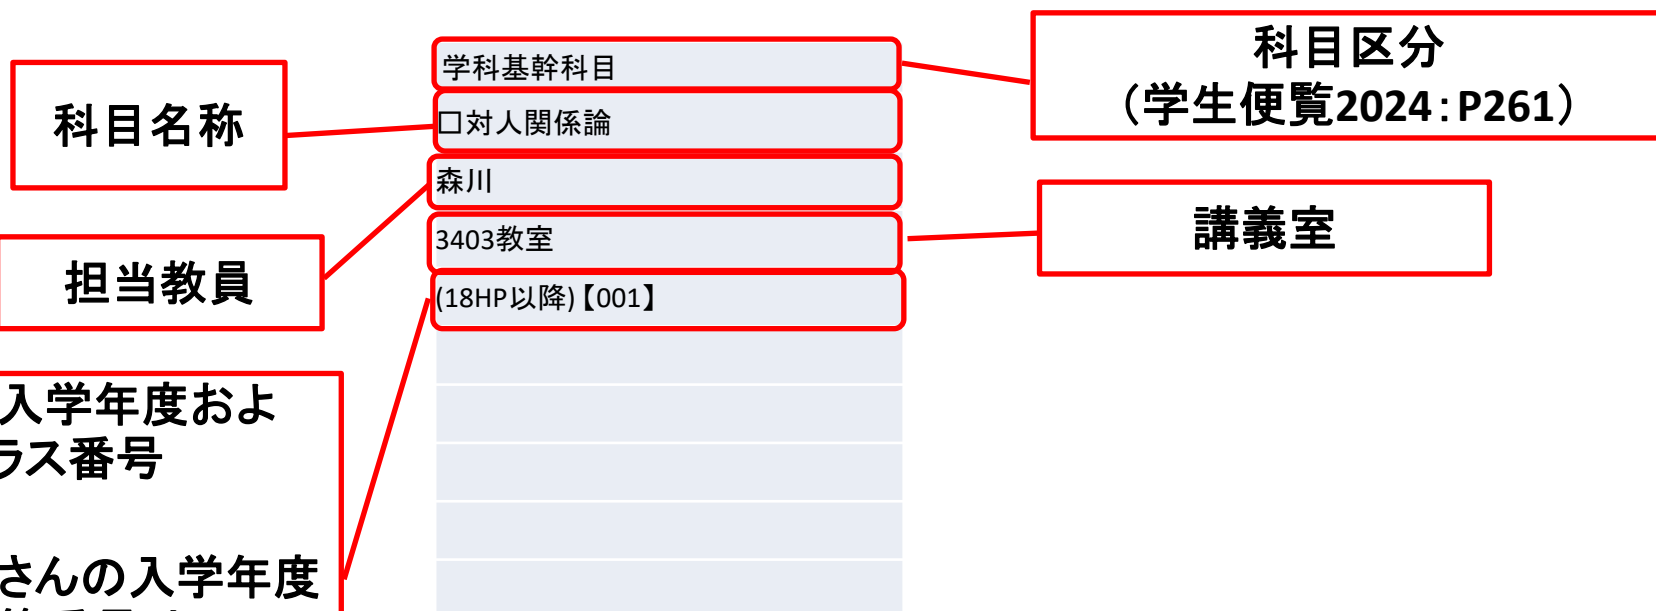 科目区分
（学生便覧2024：P261）
学科基幹科目
科目名称
□対人関係論
森川
担当教員
3403教室
講義室
(18HP以降)【001】
入学年度およ
ラス番号
さんの入学年度